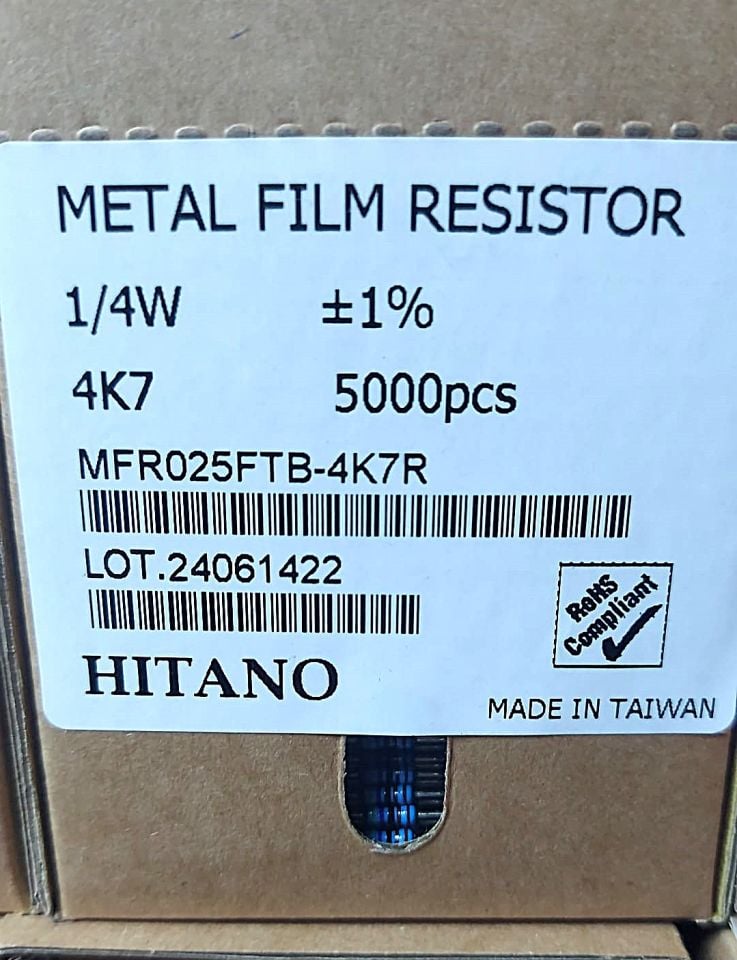 METAL FILM RESISTOR
1/4W ±1%
4K7 5000pcs
MFR025FTB-4K7R
LOT.24061422
RoHS
Compliant
HITANO
MADE IN TAIWAN